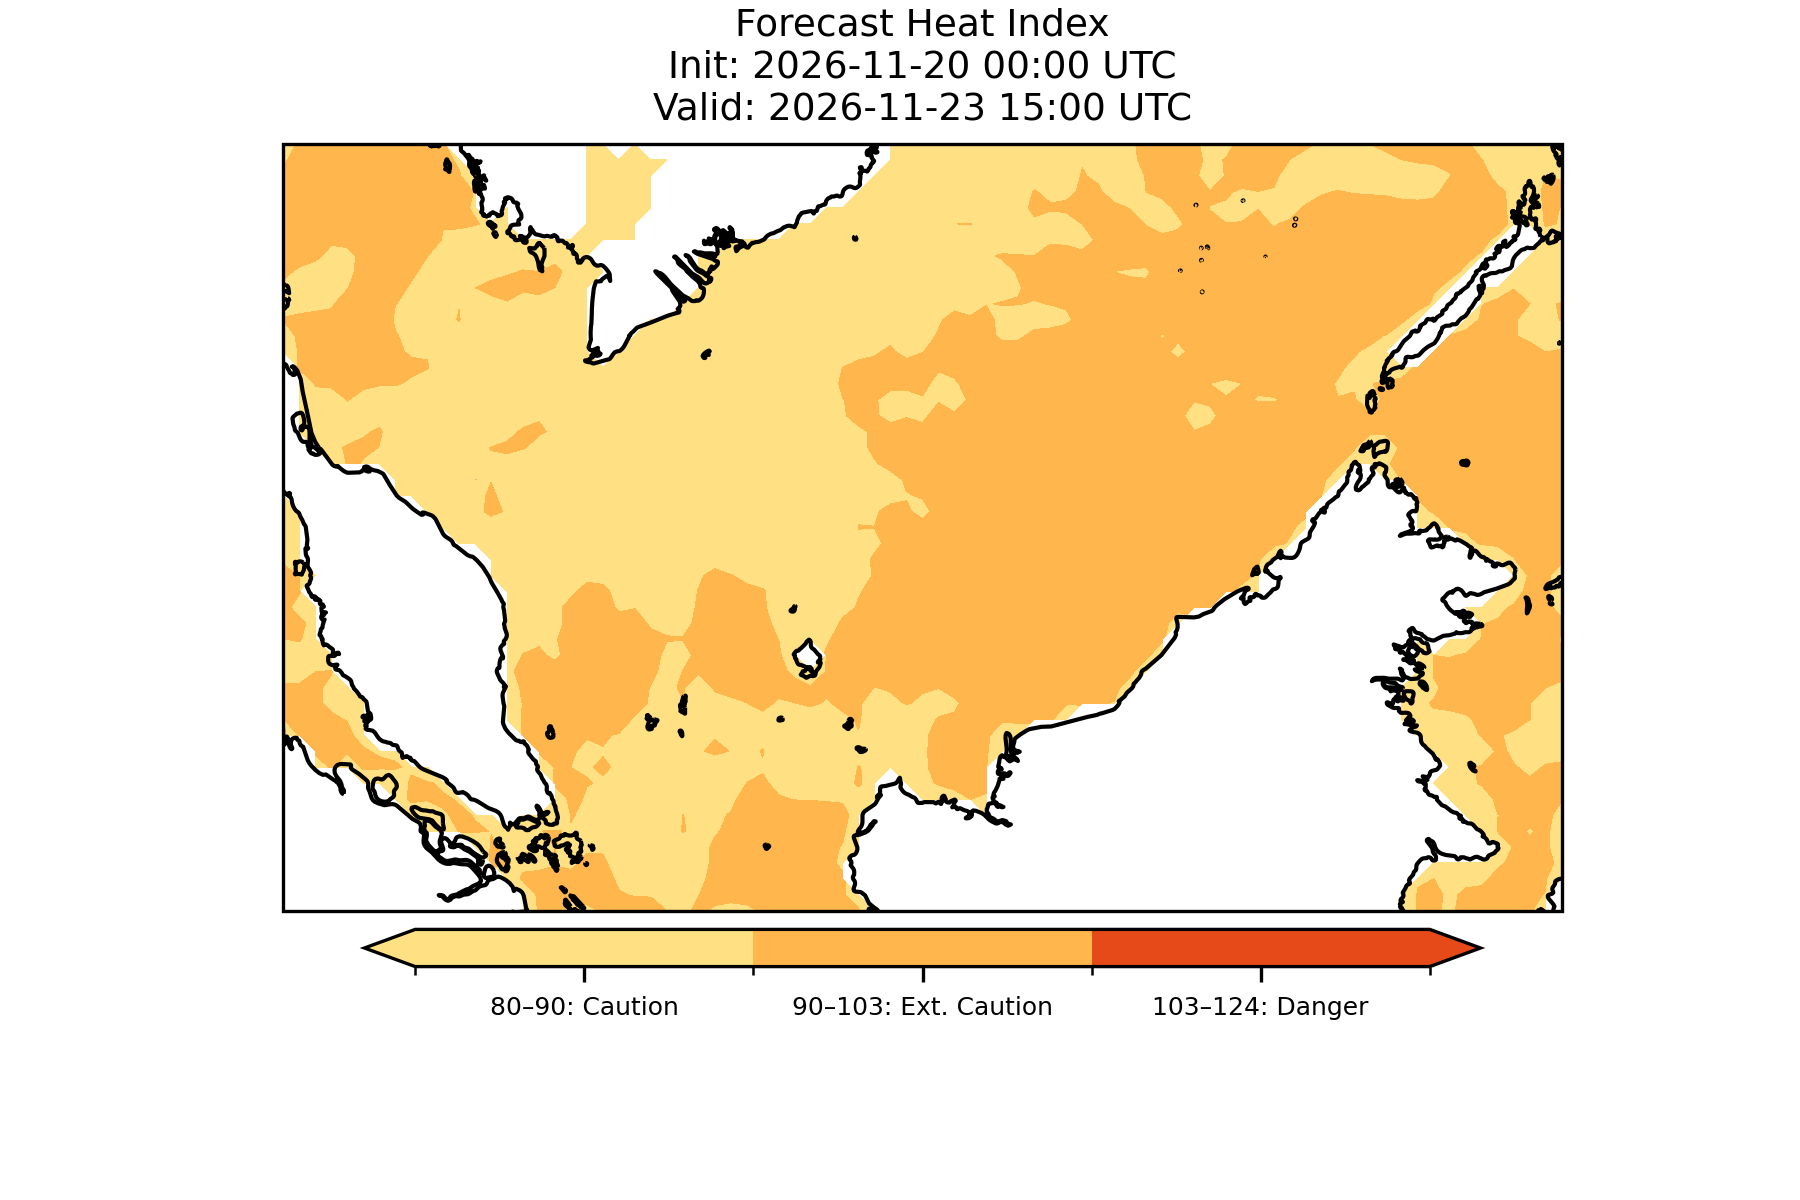 Forecast Heat Index
Init: 2026-11-20 00:00 UTC
Valid: 2026-11-23 15:00 UTC
80–90: Caution
90–103: Ext. Caution
103–124: Danger